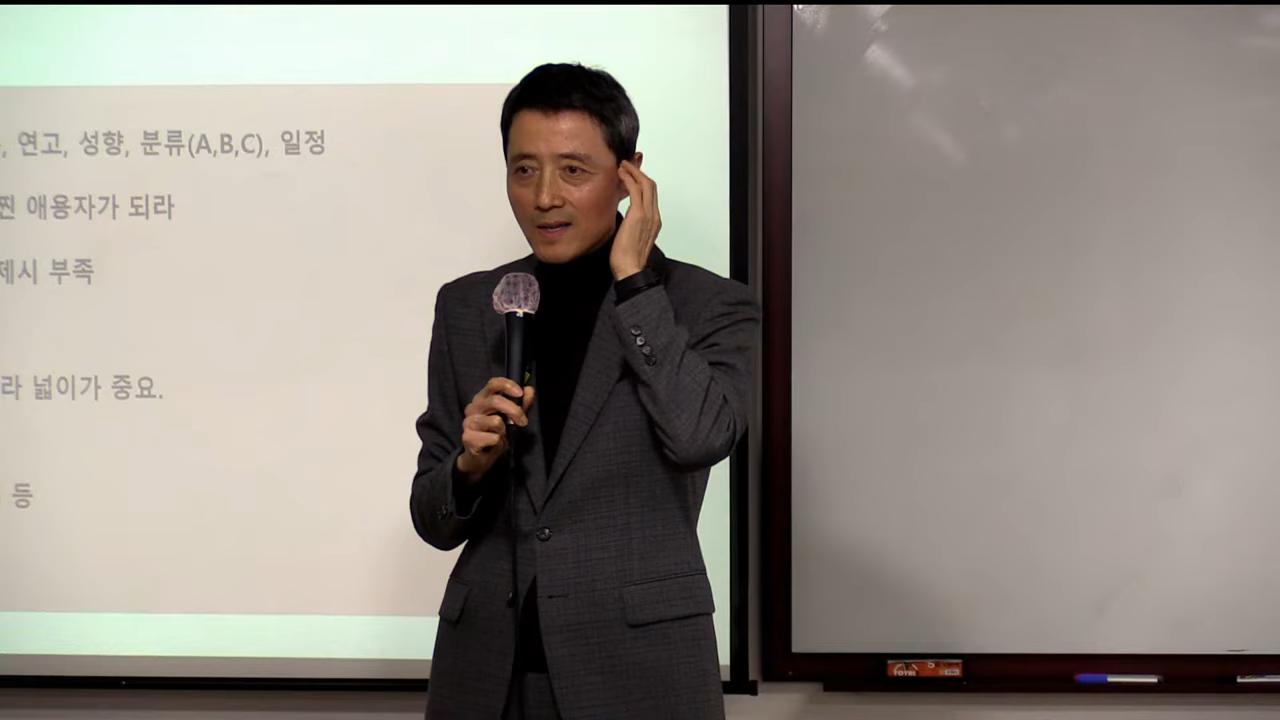 , 연고, 성향, 분류(A,B,C), 일정
찐 애용자가 되라
제시 부족
라 넓이가 중요.
등